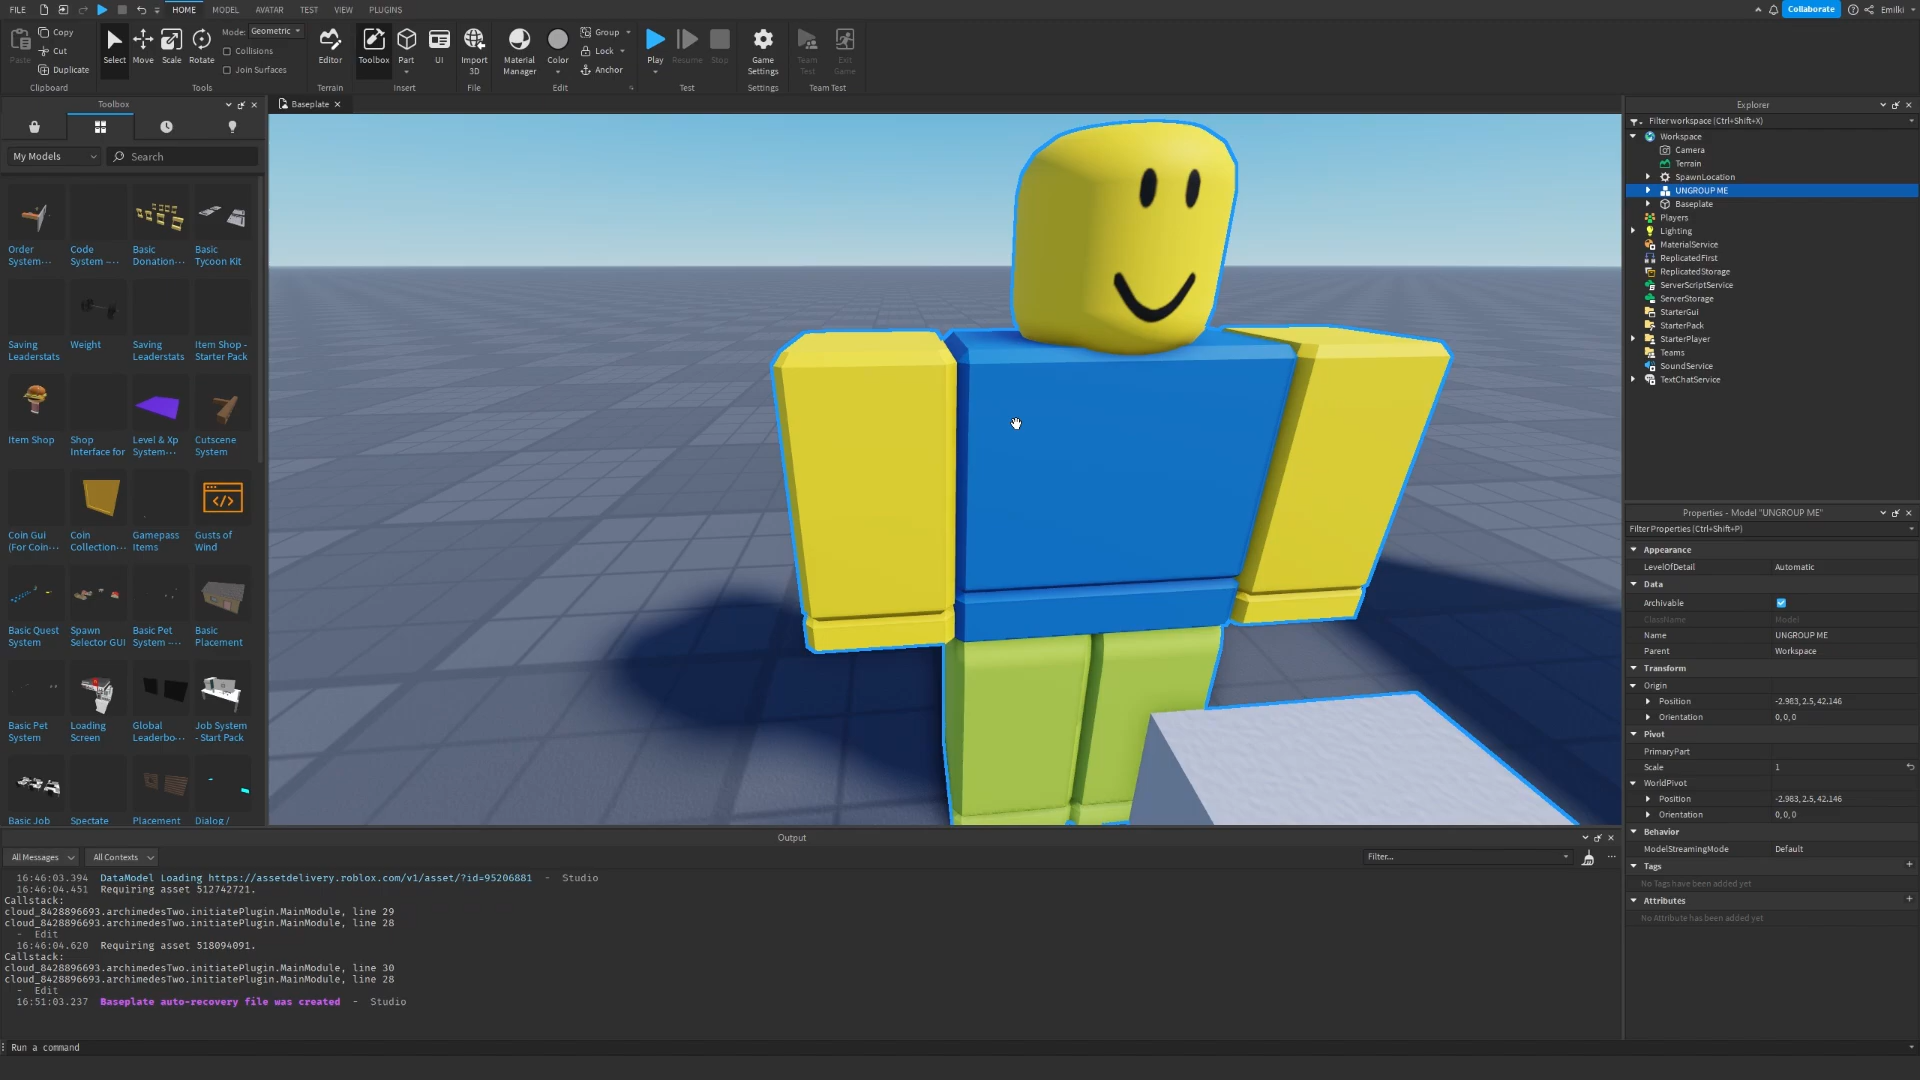 FILE
HOME MODEL AVATAR TEST VIEW PLUGINS
Collaborate
Emilki
Paste
Copy
Cut
Duplicate
Clipboard
Select
Move
Scale
Rotate
Mode: Geometric
Collisions
Join Surfaces
Tools
Editor
Terrain
Toolbox
Part
UI
Insert
Import
3D
File
Material
Manager
Color
Group
Lock
Anchor
Edit
Play
Resume
Stop
Test
Game
Settings
Settings
Team
Test
Exit
Game
Team Test
Toolbox
My Models
Search
Order
System...
Code
System ...
Basic
Donation...
Basic
Tycoon Kit
Saving
Leaderstats
Weight
Saving
Leaderstats
Item Shop -
Starter Pack
Item Shop
Shop
Interface for
Level & Xp
System...
Cutscene
System
Coin Gui
(For Coin...
Coin
Collection...
Gamepass
Items
Gusts of
Wind
Basic Quest
System
Spawn
Selector GUI
Basic Pet
System ...
Basic
Placement
Basic Pet
System
Loading
Screen
Global
Leaderbo...
Job System
- Start Pack
Basic Job
Spectate
Placement
Dialog /
Baseplate
Explorer
Filter workspace (Ctrl+Shift+X)
Workspace
Camera
Terrain
SpawnLocation
UNGROUP ME
Baseplate
Players
Lighting
MaterialService
ReplicatedFirst
ReplicatedStorage
ServerScriptService
ServerStorage
StarterGui
StarterPack
StarterPlayer
Teams
SoundService
TextChatService
Properties - Model "UNGROUP ME"
Filter Properties (Ctrl+Shift+P)
Appearance
LevelOfDetail Automatic
Data
Archivable
ClassName Model
Name UNGROUP ME
Parent Workspace
Transform
Origin
Position -2.983, 2.5, 42.146
Orientation 0, 0, 0
Pivot
PrimaryPart
Scale 1
WorldPivot
Position -2.983, 2.5, 42.146
Orientation 0, 0, 0
Behavior
ModelStreamingMode Default
Tags
No Tags have been added yet
Attributes
No Attribute has been added yet
Output
All Messages All Contexts Filter...
16:46:03.394 DataModel Loading https://assetdelivery.roblox.com/v1/asset/?id=95206881 - Studio
16:46:04.451 Requiring asset 512742721.
Callstack:
cloud_8428896693.archimedesTwo.initiatePlugin.MainModule, line 29
cloud_8428896693.archimedesTwo.initiatePlugin.MainModule, line 28
- Edit
16:46:04.620 Requiring asset 518094091.
Callstack:
cloud_8428896693.archimedesTwo.initiatePlugin.MainModule, line 30
cloud_8428896693.archimedesTwo.initiatePlugin.MainModule, line 28
- Edit
16:51:03.237 Baseplate auto-recovery file was created - Studio
Run a command